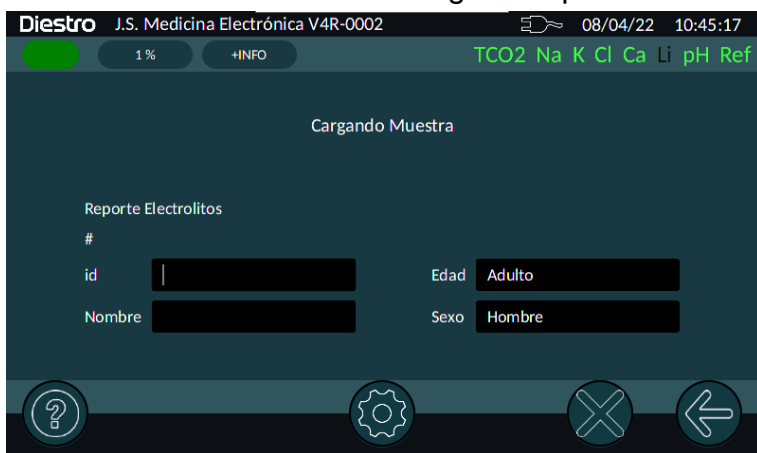 Diestro J.S. Medicina Electrónica V4R-0002 08/04/22 10:45:17
1 % +INFO TCO2 Na K Cl Ca Li pH Ref
Cargando Muestra
Reporte Electrolitos
#
id Edad Adulto
Nombre Sexo Hombre
?